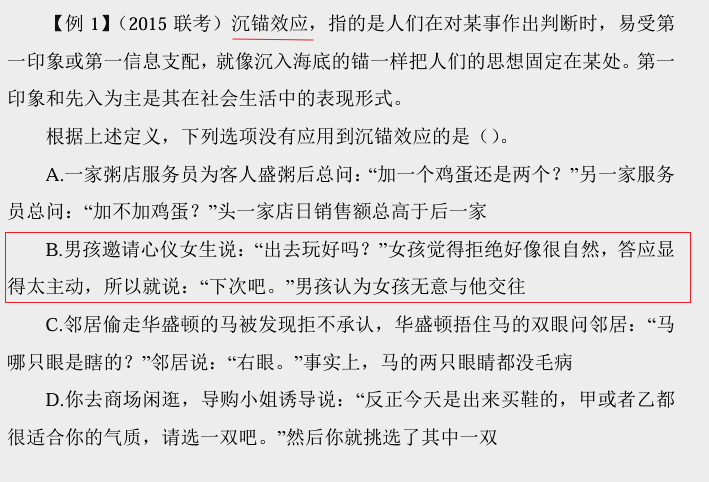 【例 1】（2015 联考）沉锚效应，指的是人们在对某事作出判断时，易受第
一印象或第一信息支配，就像沉入海底的锚一样把人们的思想固定在某处。第一
印象和先入为主是其在社会生活中的表现形式。
根据上述定义，下列选项没有应用到沉锚效应的是（）。
A.一家粥店服务员为客人盛粥后总问：“加一个鸡蛋还是两个？”另一家服务
员总问：“加不加鸡蛋？”头一家店日销售额总高于后一家
B.男孩邀请心仪女生说：“出去玩好吗？”女孩觉得拒绝好像很自然，答应显
得太主动，所以就说：“下次吧。”男孩认为女孩无意与他交往
C.邻居偷走华盛顿的马被发现拒不承认，华盛顿捂住马的双眼问邻居：“马
哪只眼是瞎的？”邻居说：“右眼。”事实上，马的两只眼睛都没毛病
D.你去商场闲逛，导购小姐诱导说：“反正今天是出来买鞋的，甲或者乙都
很适合你的气质，请选一双吧。”然后你就挑选了其中一双